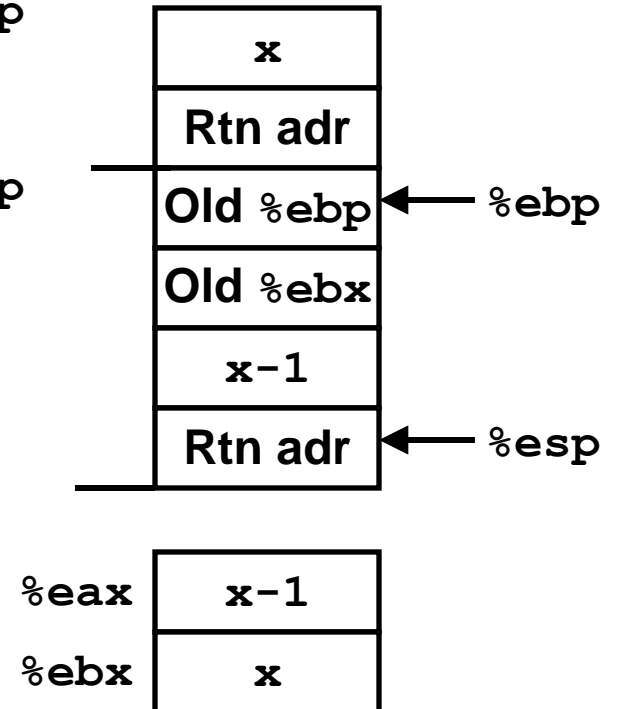 p
x
Rtn adr
p
Old %ebp
%ebp
Old %ebx
x-1
Rtn adr
%esp
%eax
x-1
%ebx
x